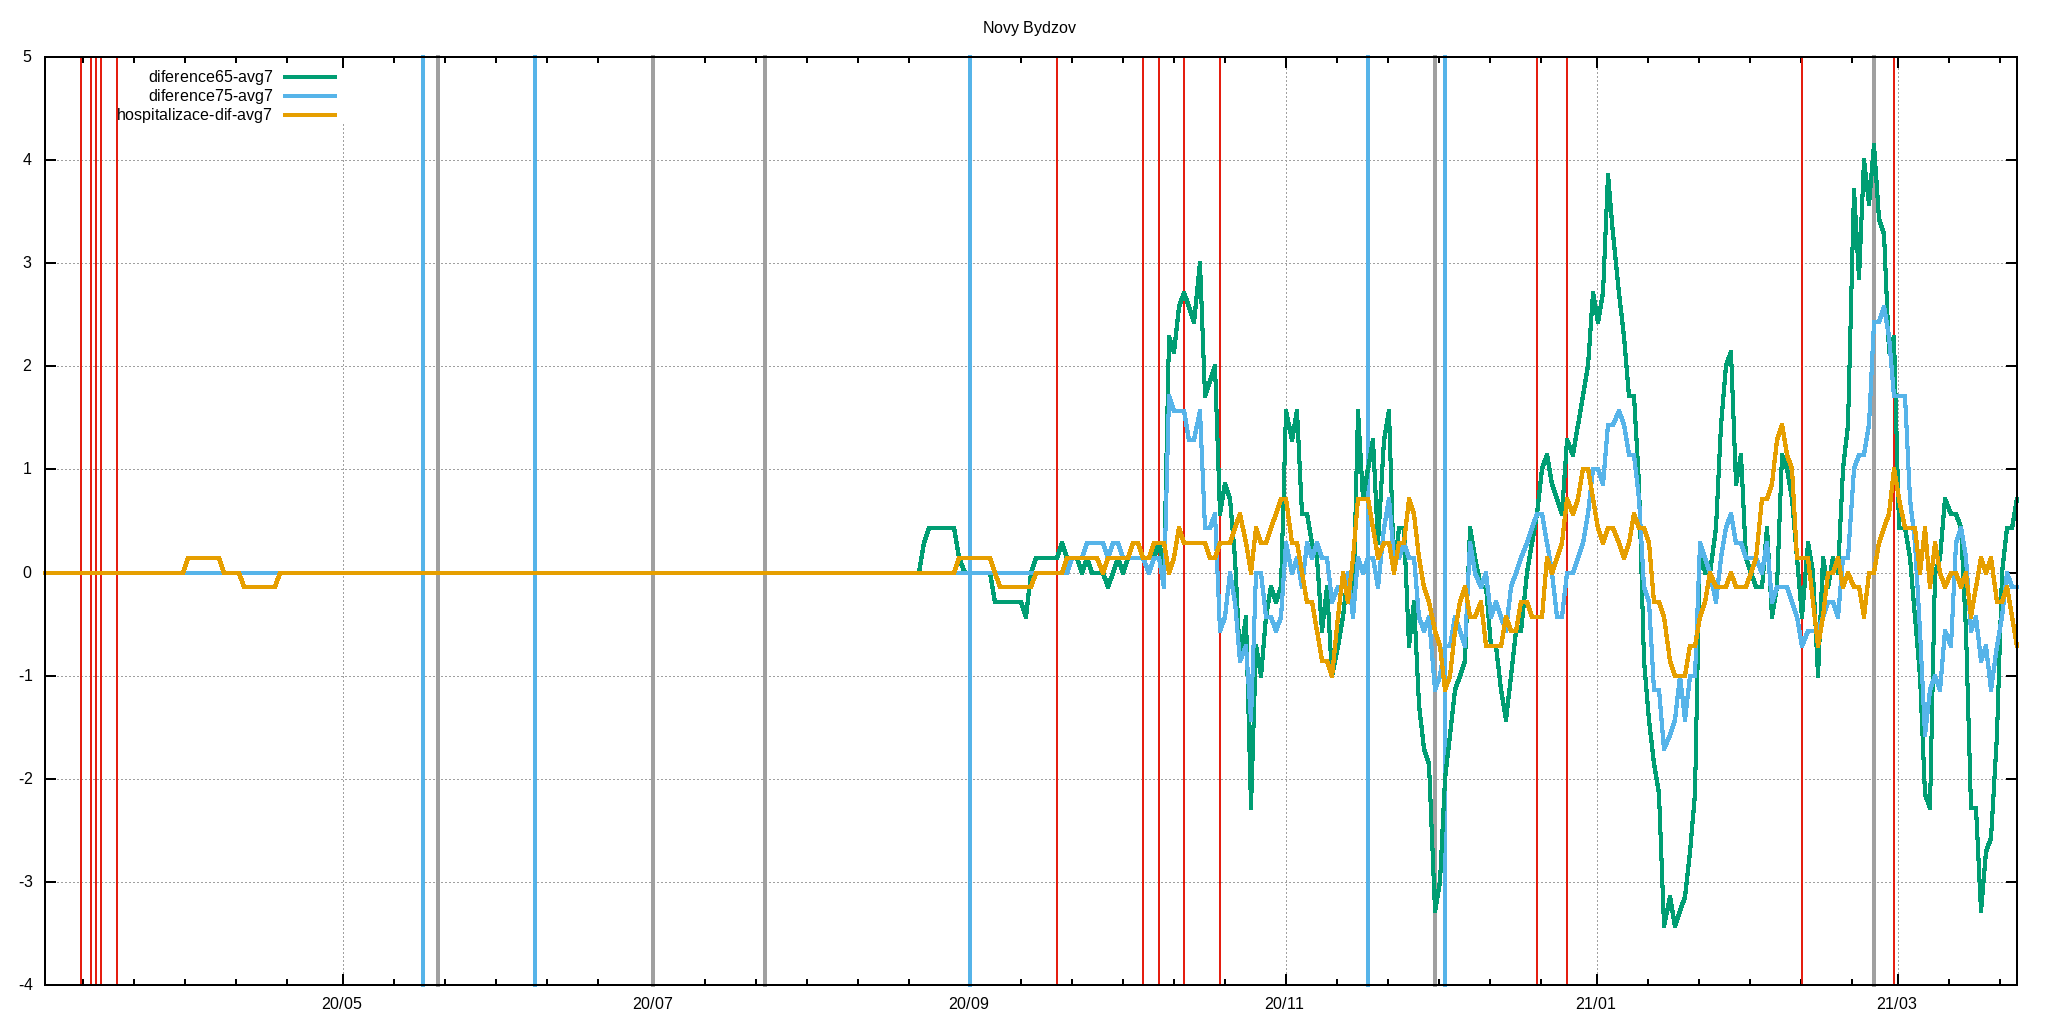 Novy Bydzov
diference65-avg7
diference75-avg7
hospitalizace-dif-avg7
5
4
3
2
1
0
-1
-2
-3
-4
20/05 20/07 20/09 20/11 21/01 21/03